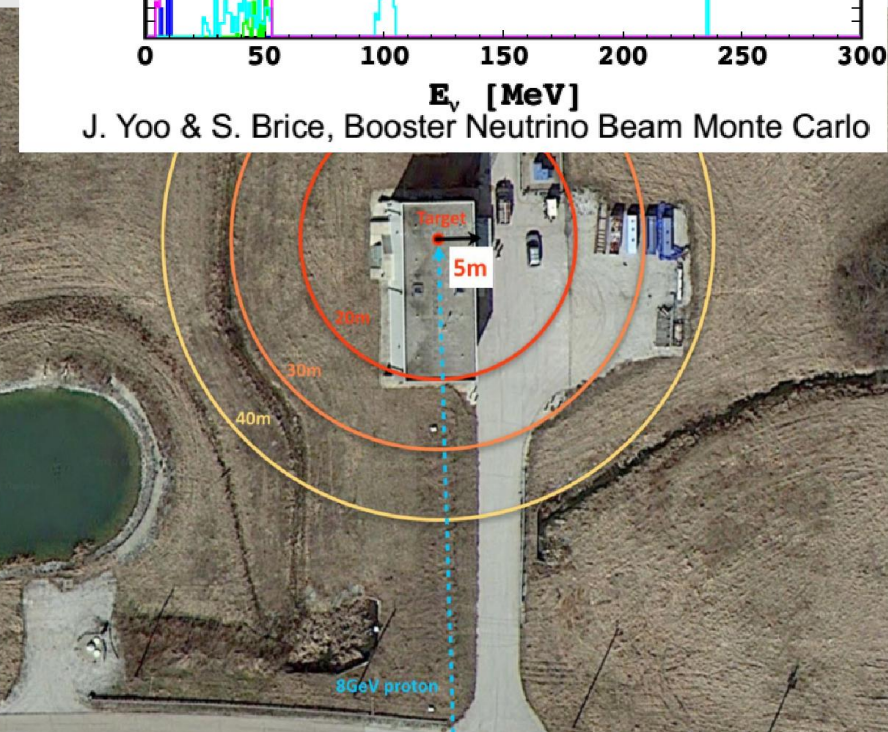 0 50 100 150 200 250 300
Eν [MeV]
J. Yoo & S. Brice, Booster Neutrino Beam Monte Carlo
Target
5m
20m
30m
40m
8GeV proton